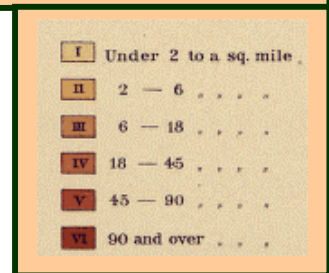 I Under 2 to a sq. mile
II 2 — 6 " " " "
III 6 — 18 " " " "
IV 18 — 45 " " " "
V 45 — 90 " " " "
VI 90 and over " " "